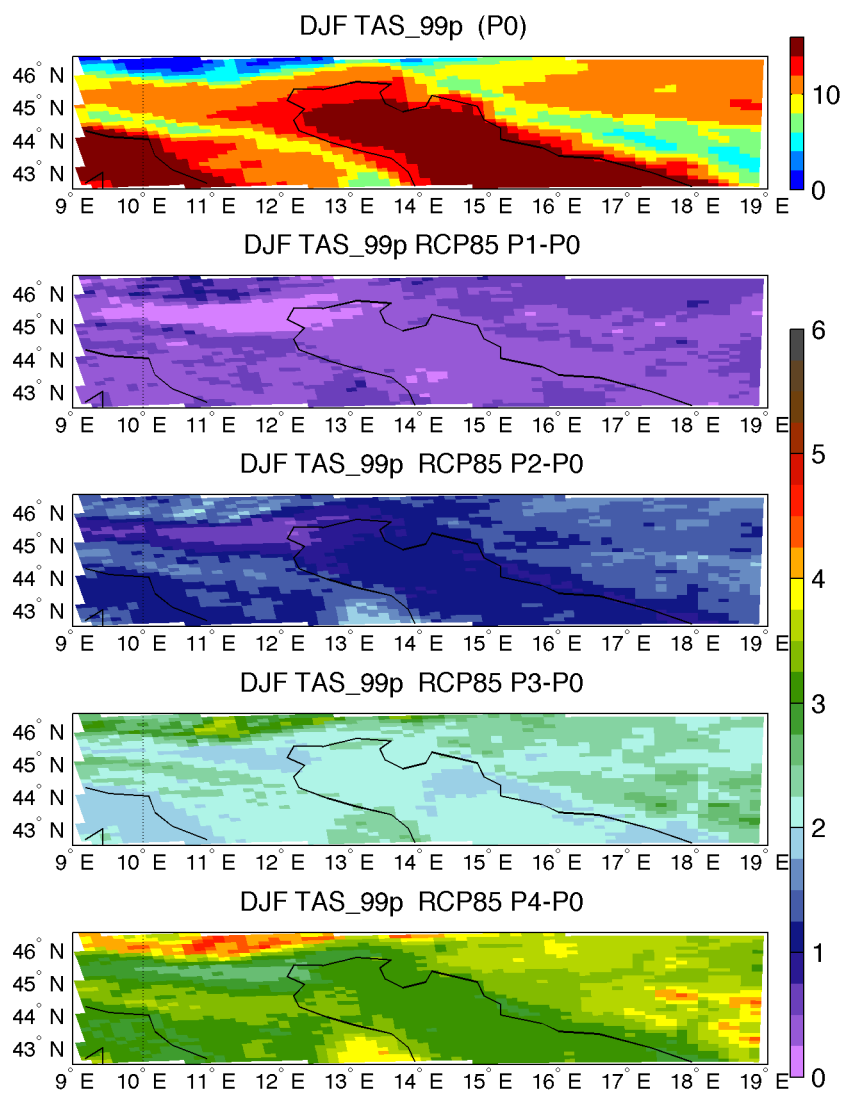 DJF TAS_99p (P0)
46° N
45° N
44° N
43° N
9° E 10° E 11° E 12° E 13° E 14° E 15° E 16° E 17° E 18° E 19° E
10
0
DJF TAS_99p RCP85 P1-P0
46° N
45° N
44° N
43° N
9° E 10° E 11° E 12° E 13° E 14° E 15° E 16° E 17° E 18° E 19° E
DJF TAS_99p RCP85 P2-P0
46° N
45° N
44° N
43° N
9° E 10° E 11° E 12° E 13° E 14° E 15° E 16° E 17° E 18° E 19° E
DJF TAS_99p RCP85 P3-P0
46° N
45° N
44° N
43° N
9° E 10° E 11° E 12° E 13° E 14° E 15° E 16° E 17° E 18° E 19° E
DJF TAS_99p RCP85 P4-P0
46° N
45° N
44° N
43° N
9° E 10° E 11° E 12° E 13° E 14° E 15° E 16° E 17° E 18° E 19° E
6
5
4
3
2
1
0